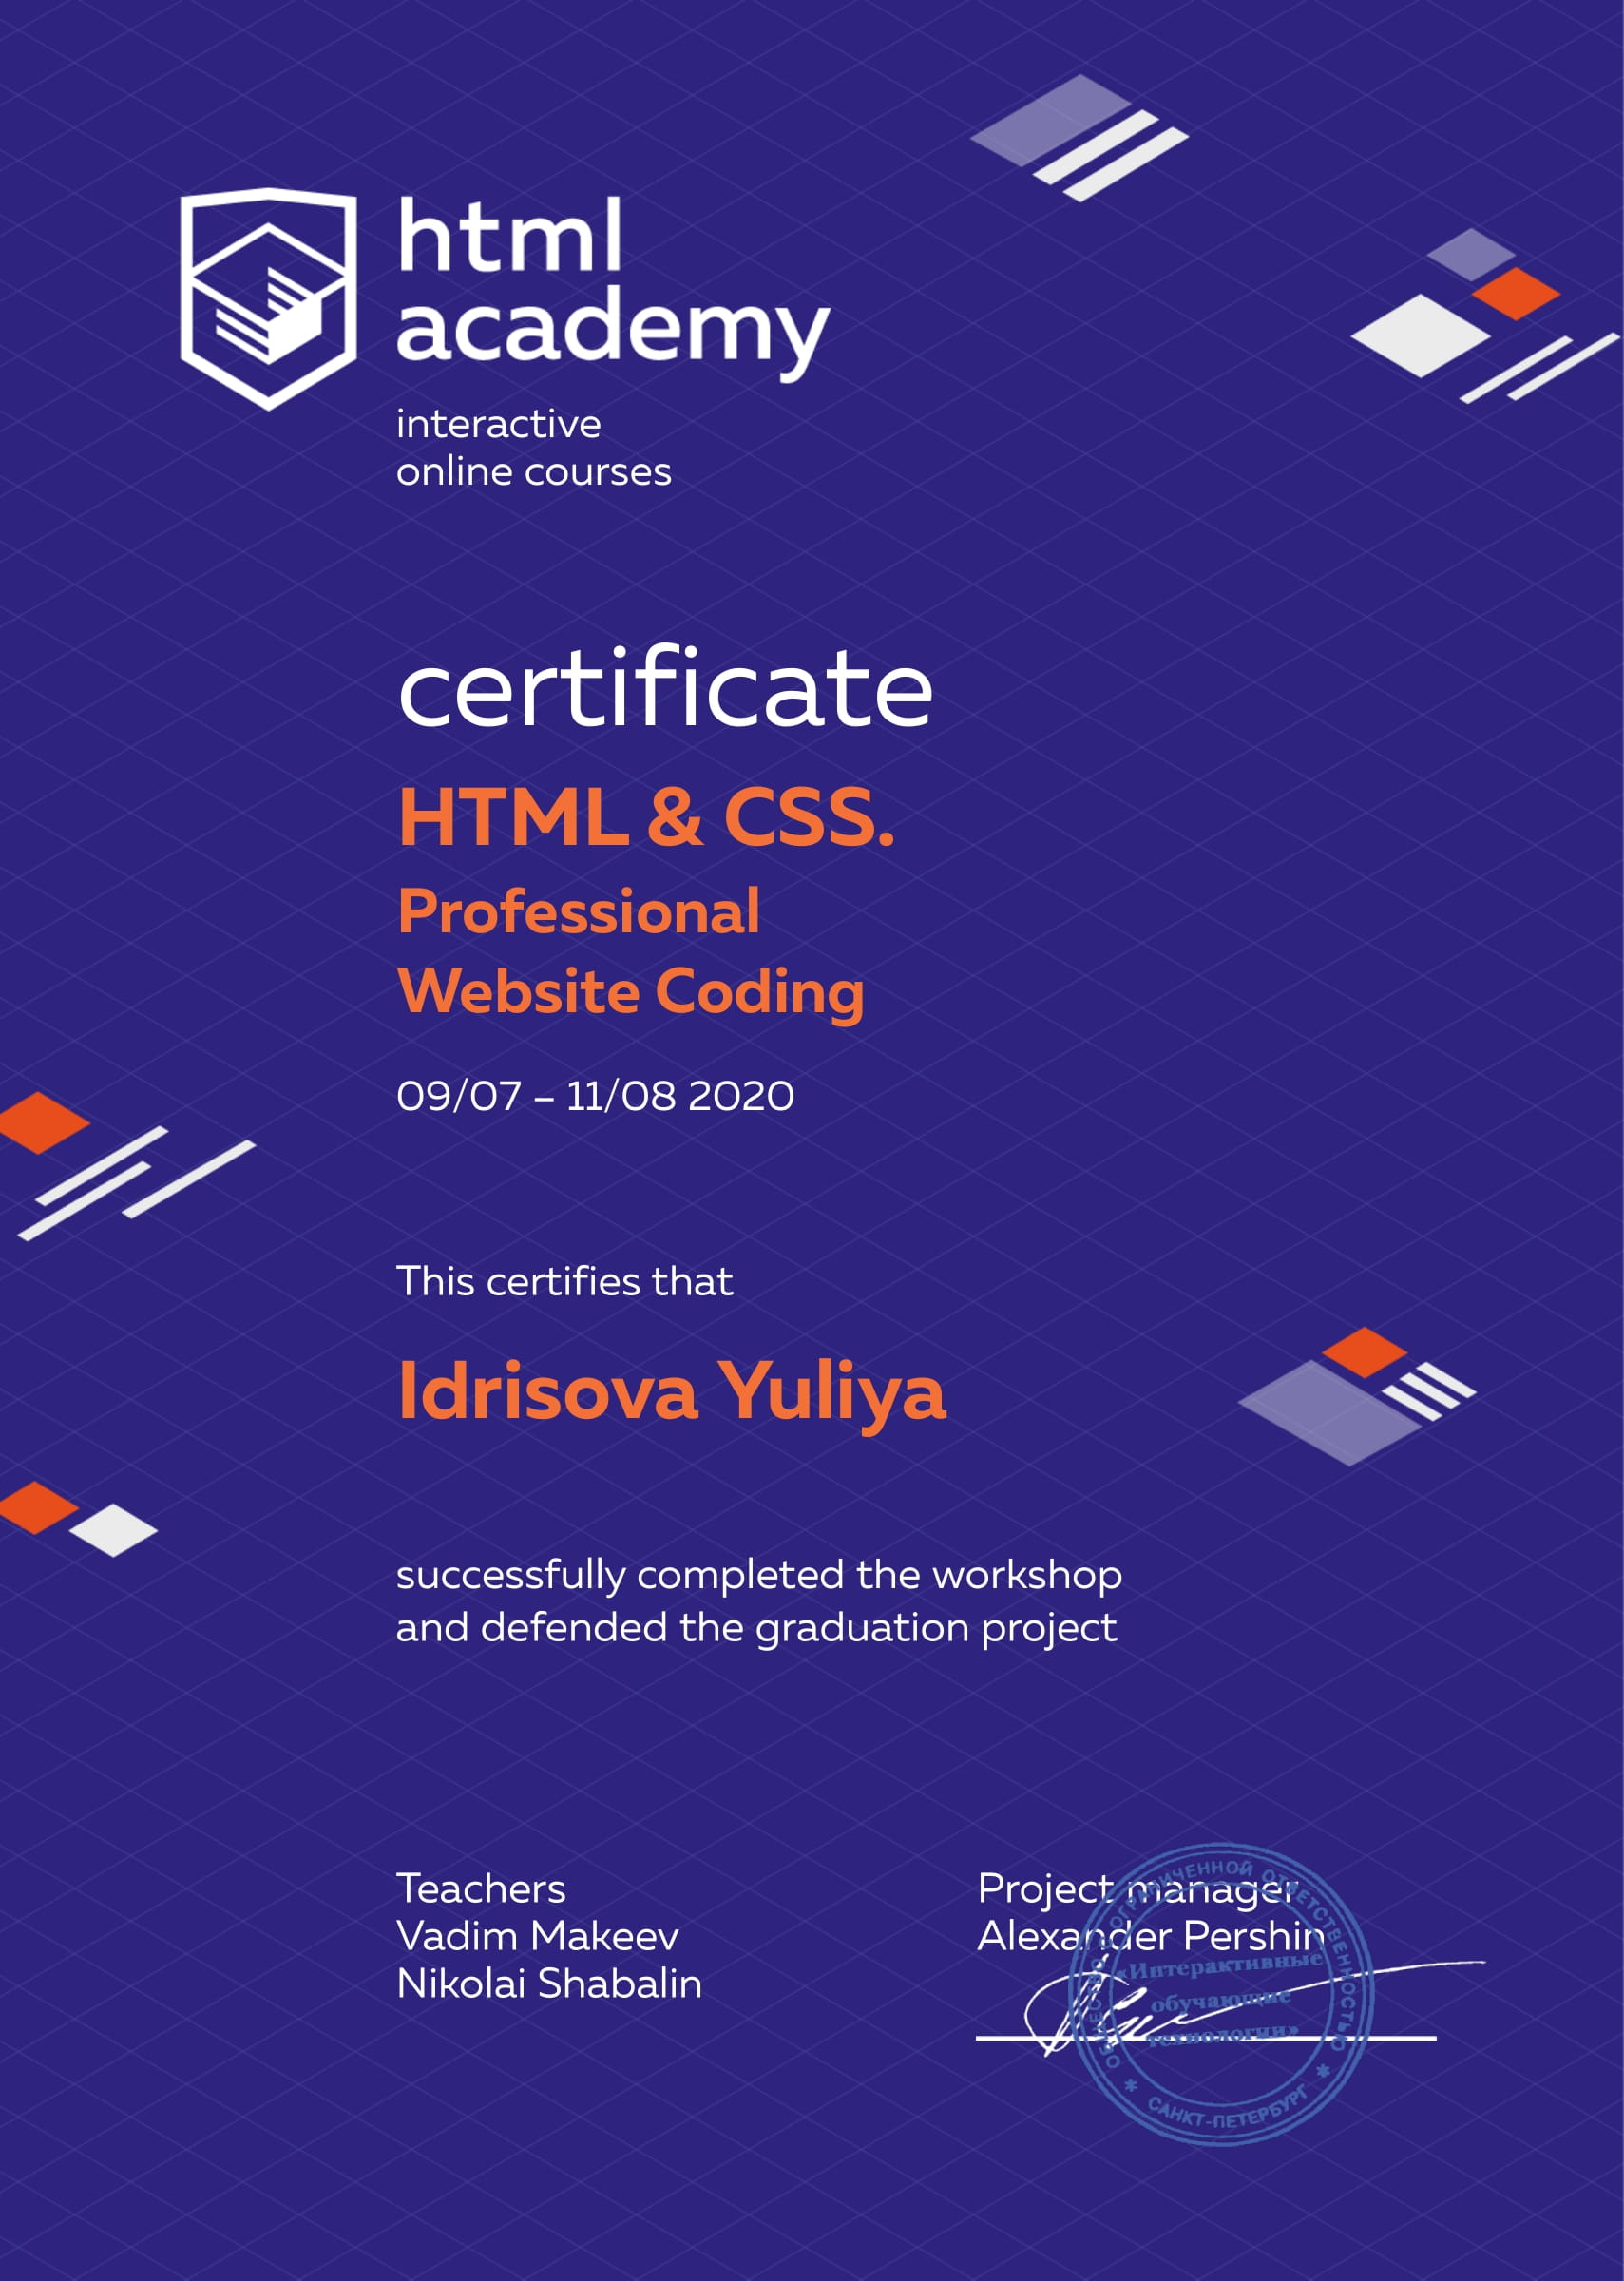 html
academy
interactive
online courses
certificate
HTML & CSS.
Professional
Website Coding
09/07 – 11/08 2020
This certifies that
Idrisova Yuliya
successfully completed the workshop
and defended the graduation project
Teachers
Vadim Makeev
Nikolai Shabalin
Project manager
Alexander Pershin
ОБЩЕСТВО С ОГРАНИЧЕННОЙ ОТВЕТСТВЕННОСТЬЮ
«Интерактивные
обучающие
технологии»
* САНКТ-ПЕТЕРБУРГ *